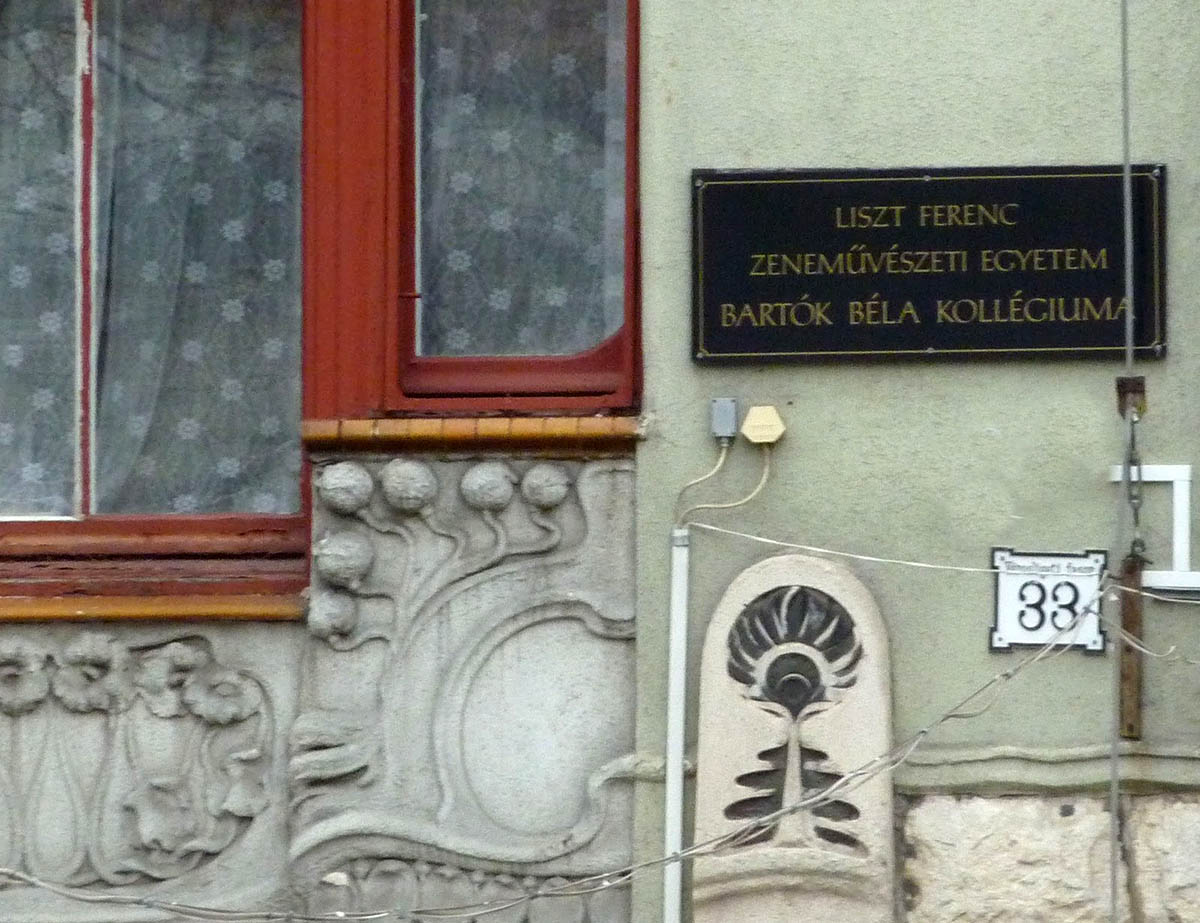 LISZT FERENC
ZENEMŰVÉSZETI EGYETEM
BARTÓK BÉLA KOLLÉGIUMA
33